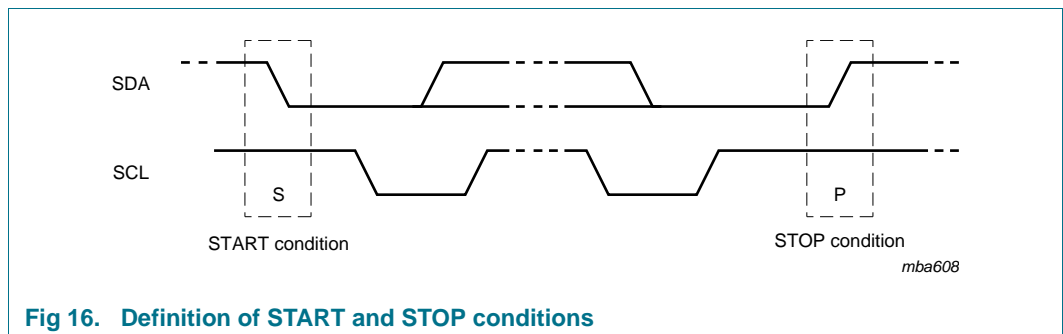 SDA
SCL
S
P
START condition
STOP condition
mba608
Fig 16. Definition of START and STOP conditions